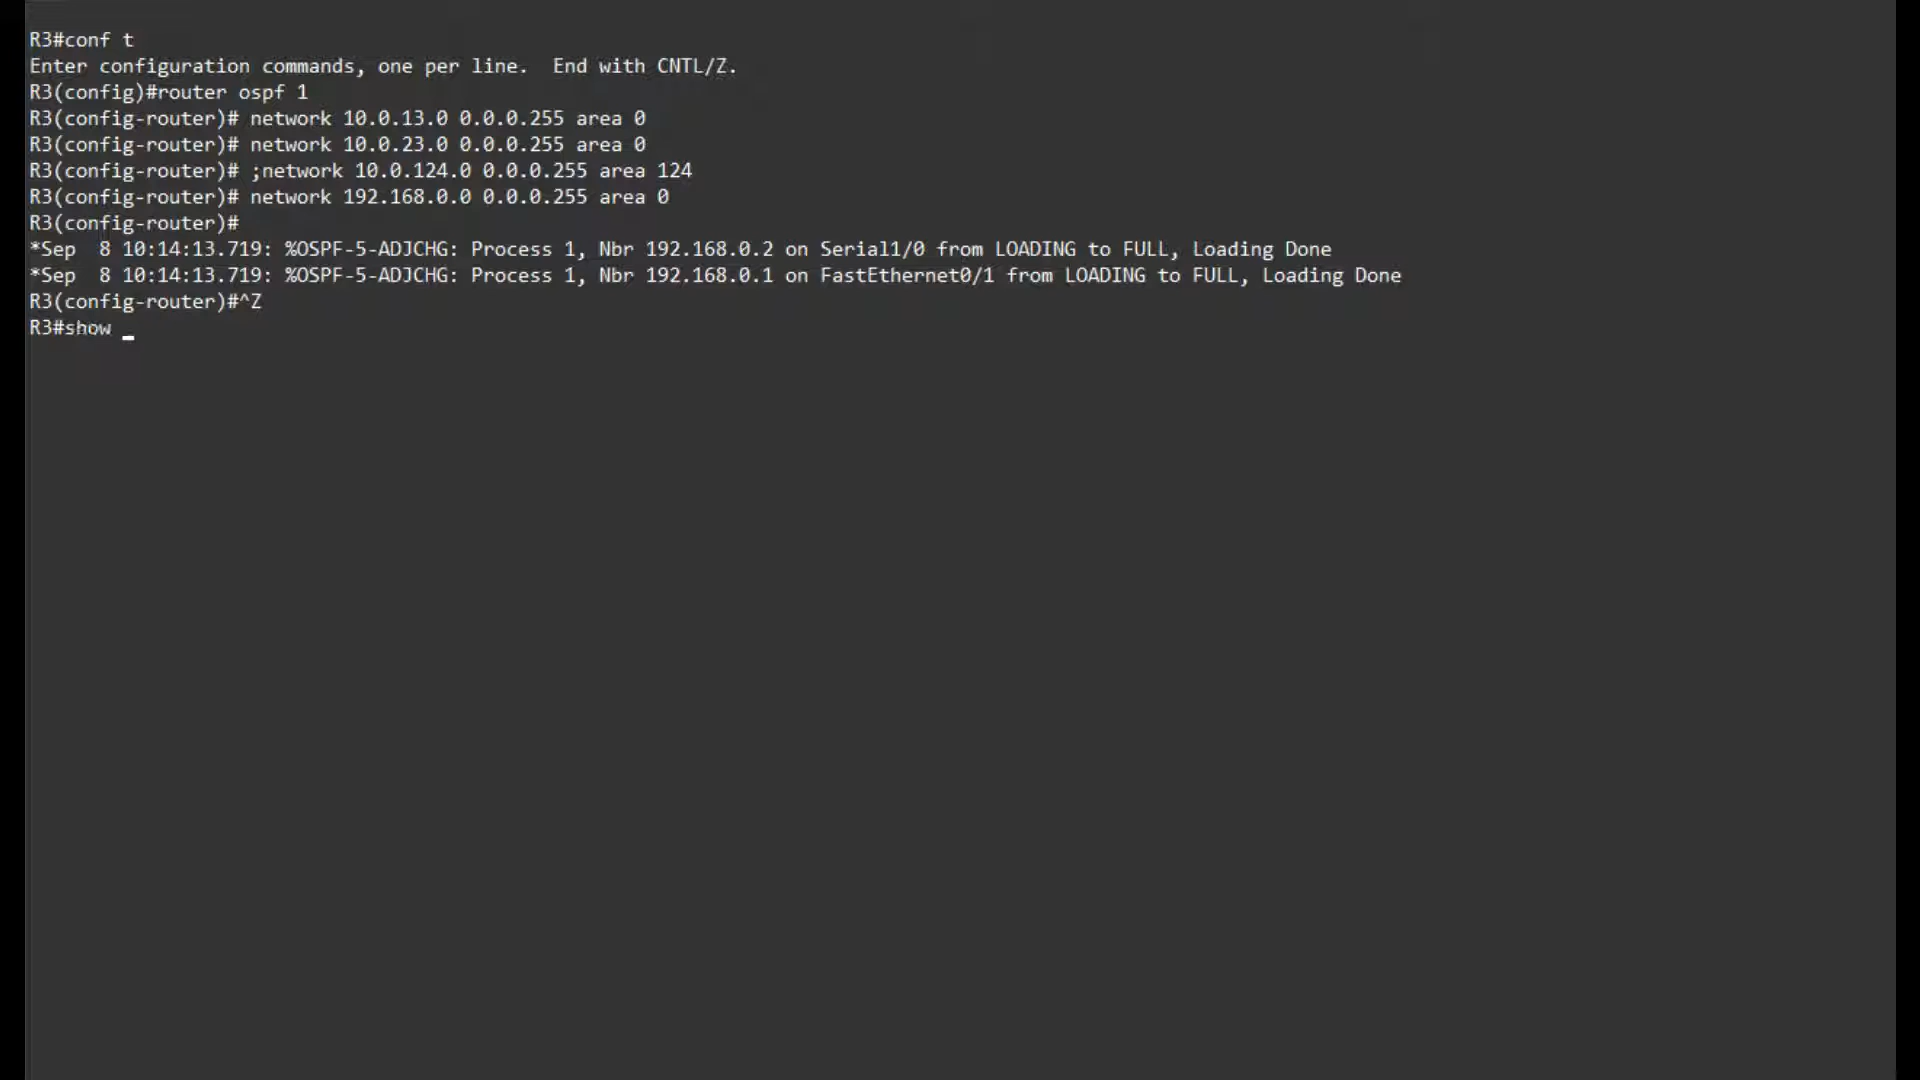 R3#conf t
Enter configuration commands, one per line.  End with CNTL/Z.
R3(config)#router ospf 1
R3(config-router)# network 10.0.13.0 0.0.0.255 area 0
R3(config-router)# network 10.0.23.0 0.0.0.255 area 0
R3(config-router)# ;network 10.0.124.0 0.0.0.255 area 124
R3(config-router)# network 192.168.0.0 0.0.0.255 area 0
R3(config-router)#
*Sep  8 10:14:13.719: %OSPF-5-ADJCHG: Process 1, Nbr 192.168.0.2 on Serial1/0 from LOADING to FULL, Loading Done
*Sep  8 10:14:13.719: %OSPF-5-ADJCHG: Process 1, Nbr 192.168.0.1 on FastEthernet0/1 from LOADING to FULL, Loading Done
R3(config-router)#^Z
R3#show _